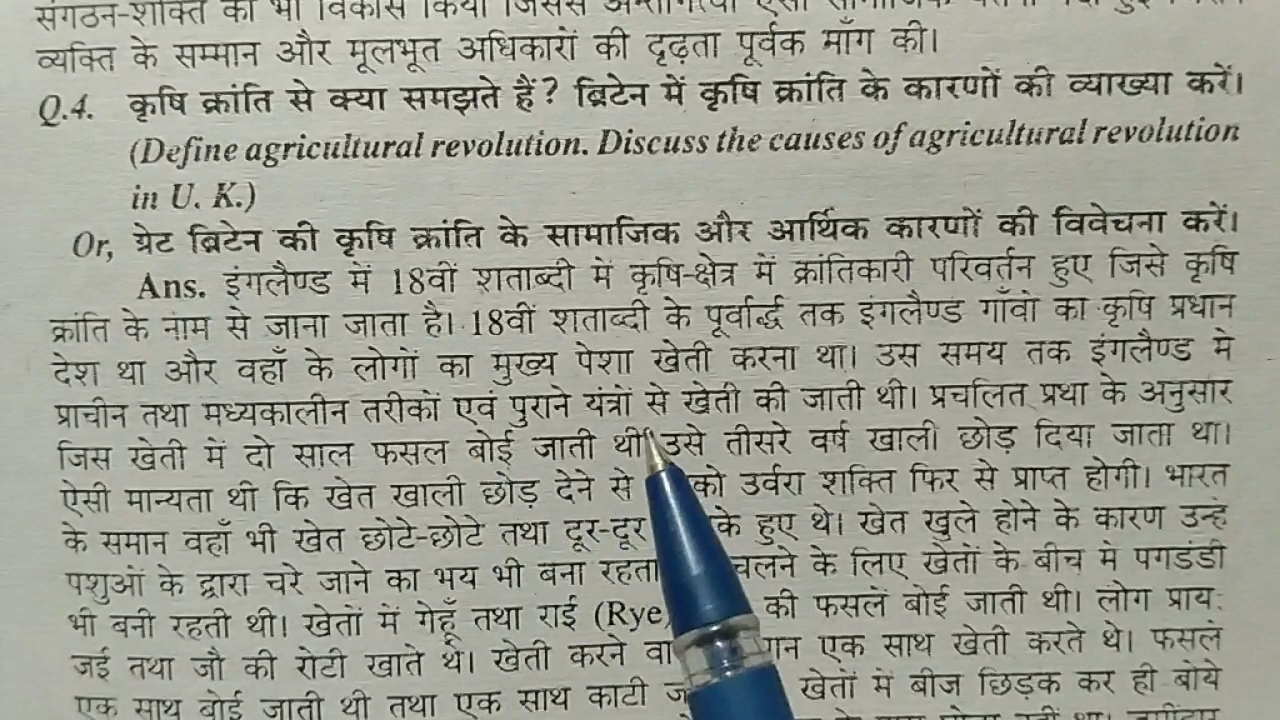 संगठन-शक्ति का भी विकास किया जिससे
व्यक्ति के सम्मान और मूलभूत अधिकारों की दृढ़ता पूर्वक माँग की।
Q.4. कृषि क्रांति से क्या समझते हैं? ब्रिटेन में कृषि क्रांति के कारणों की व्याख्या करें।
(Define agricultural revolution. Discuss the causes of agricultural revolution
in U. K.)
Or, ग्रेट ब्रिटेन की कृषि क्रांति के सामाजिक और आर्थिक कारणों की विवेचना करें।
Ans. इंगलैण्ड में 18वीं शताब्दी में कृषि-क्षेत्र में क्रांतिकारी परिवर्तन हुए जिसे कृषि
क्रांति के नाम से जाना जाता है। 18वीं शताब्दी के पूर्वार्द्ध तक इंगलैण्ड गाँवों का कृषि प्रधान
देश था और वहाँ के लोगों का मुख्य पेशा खेती करना था। उस समय तक इंगलैण्ड में
प्राचीन तथा मध्यकालीन तरीकों एवं पुराने यंत्रों से खेती की जाती थी। प्रचलित प्रथा के अनुसार
जिस खेती में दो साल फसल बोई जाती थी उसे तीसरे वर्ष खाली छोड़ दिया जाता था।
ऐसी मान्यता थी कि खेत खाली छोड़ देने से को उर्वरा शक्ति फिर से प्राप्त होगी। भारत
के समान वहाँ भी खेत छोटे-छोटे तथा दूर-दूर के हुए थे। खेत खुले होने के कारण उन्हें
पशुओं के द्वारा चरे जाने का भय भी बना रहता चलने के लिए खेतों के बीच में पगडंडी
भी बनी रहती थी। खेतों में गेहूँ तथा राई (Rye) की फसलें बोई जाती थी। लोग प्रायः
जई तथा जौ की रोटी खाते थे। खेती करने वा एक साथ खेती करते थे। फसलें
एक साथ बोई जाती थी तथा एक साथ काटी खेतों में बीज छिड़क कर ही बोये